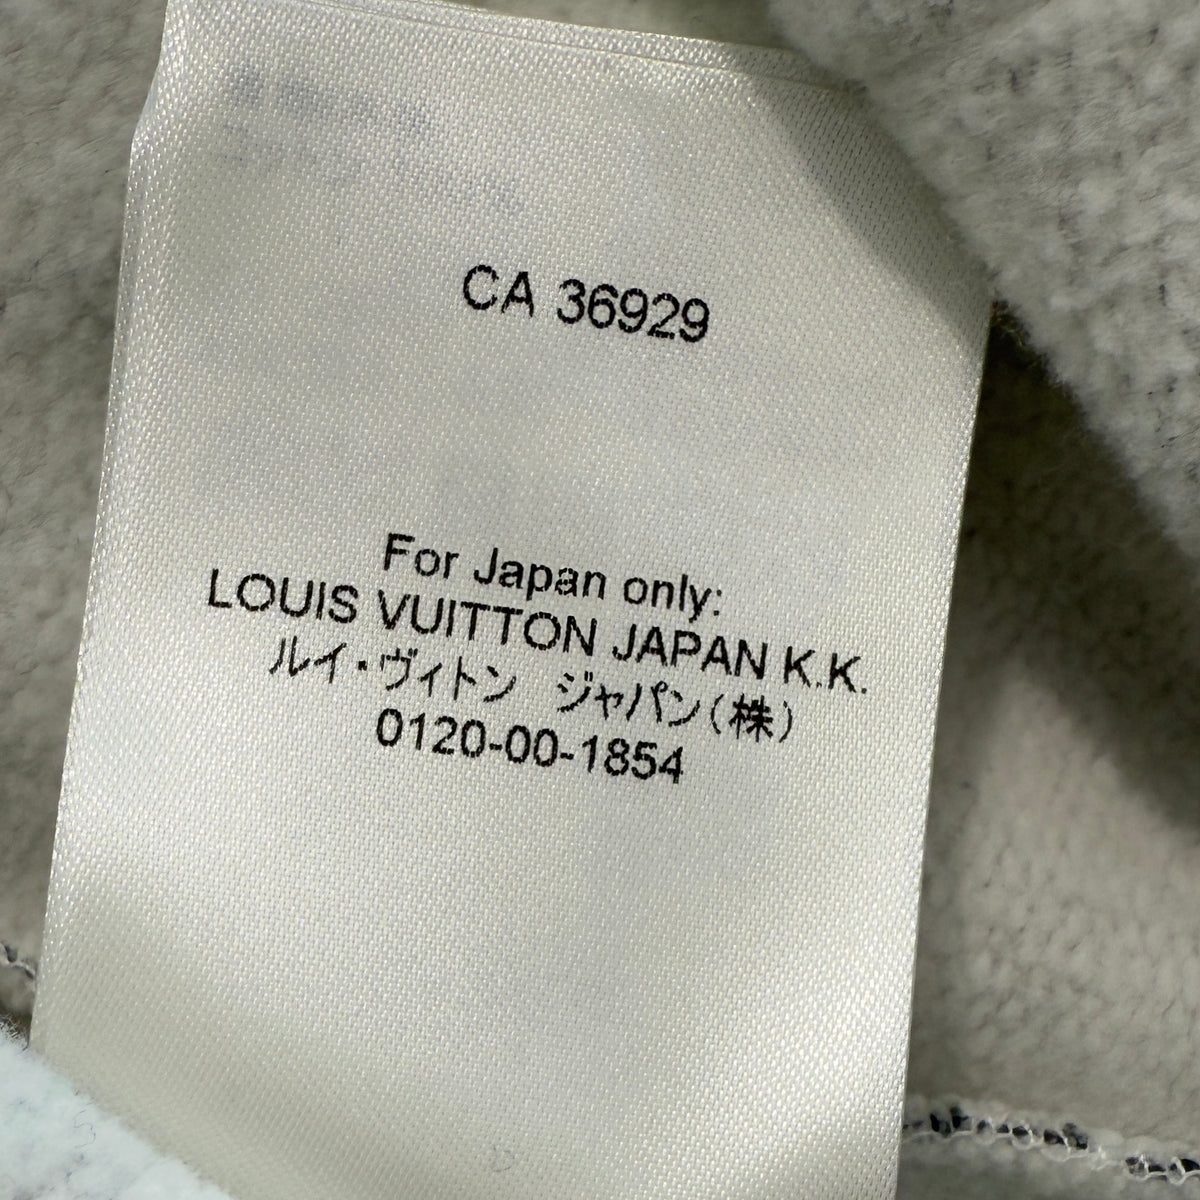 CA 36929
For Japan only:
LOUIS VUITTON JAPAN K.K.
ルイ・ヴィトン ジャパン(株)
0120-00-1854